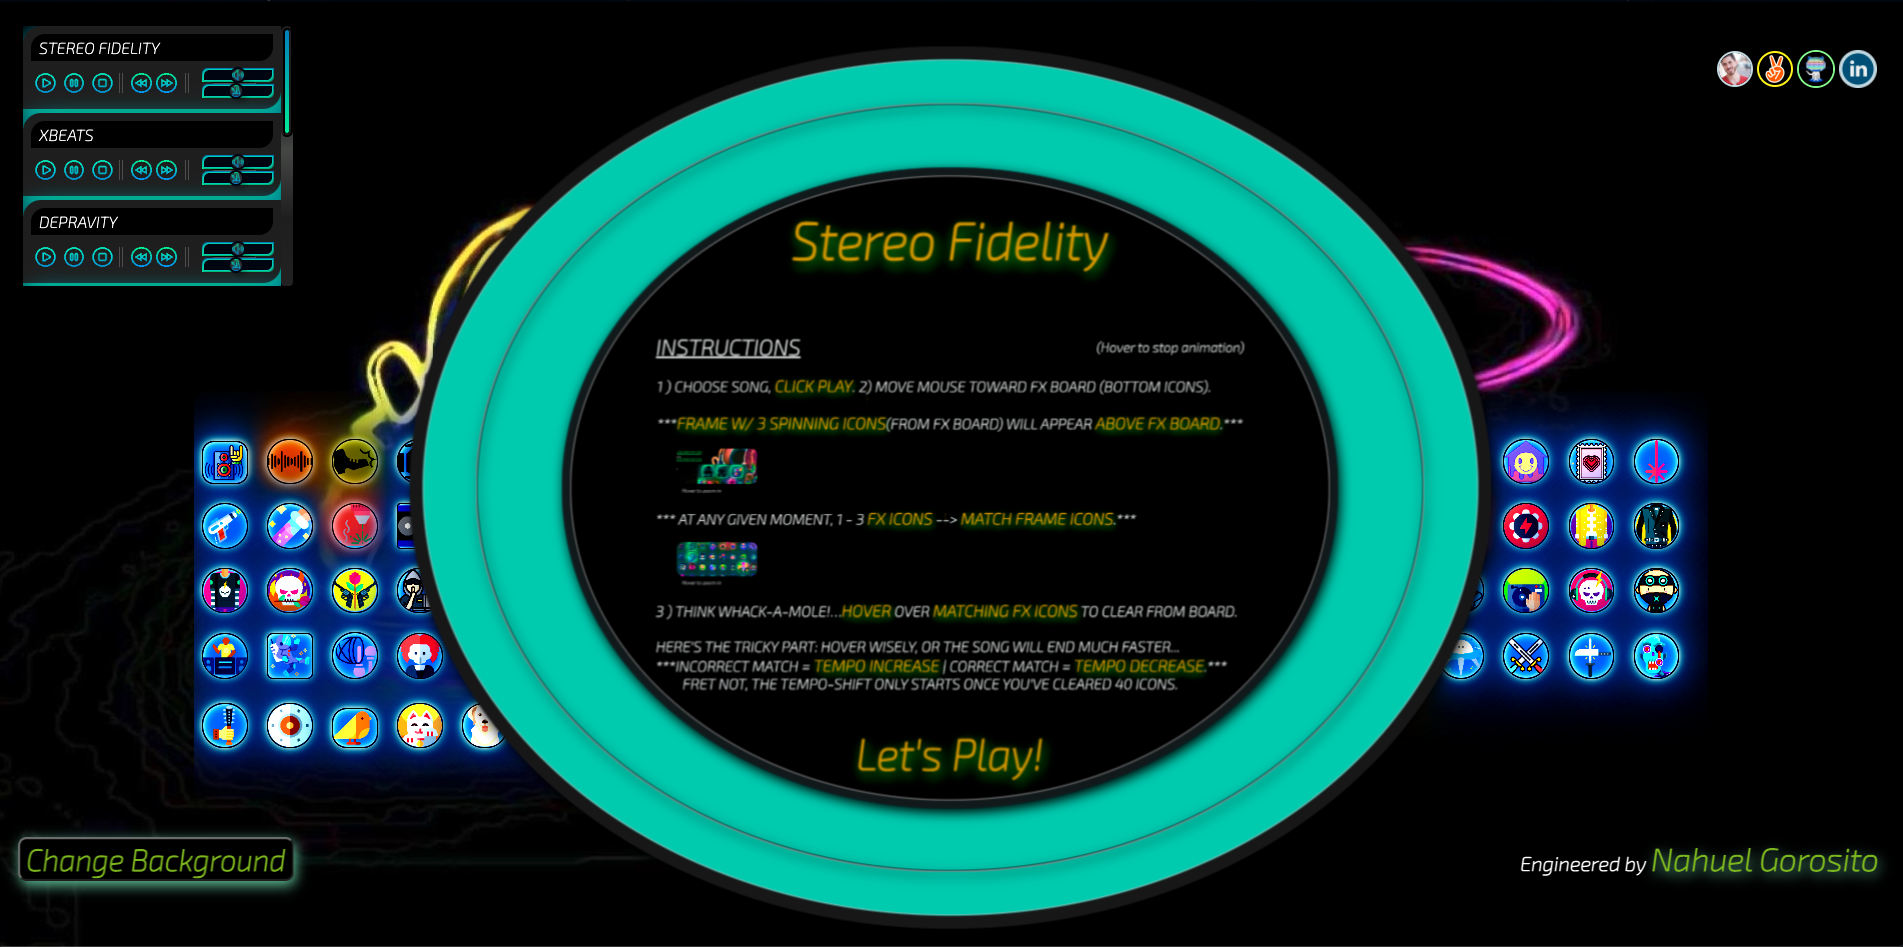 STEREO FIDELITY
XBEATS
DEPRAVITY
in
Stereo Fidelity
INSTRUCTIONS
(Hover to stop animation)
1 ) CHOOSE SONG, CLICK PLAY. 2) MOVE MOUSE TOWARD FX BOARD (BOTTOM ICONS).
***FRAME W/ 3 SPINNING ICONS(FROM FX BOARD) WILL APPEAR ABOVE FX BOARD.***
*** AT ANY GIVEN MOMENT, 1 - 3 FX ICONS --> MATCH FRAME ICONS.***
3 ) THINK WHACK-A-MOLE!...HOVER OVER MATCHING FX ICONS TO CLEAR FROM BOARD.
HERE'S THE TRICKY PART: HOVER WISELY, OR THE SONG WILL END MUCH FASTER...
***INCORRECT MATCH = TEMPO INCREASE | CORRECT MATCH = TEMPO DECREASE.***
FRET NOT, THE TEMPO-SHIFT ONLY STARTS ONCE YOU'VE CLEARED 40 ICONS.
Let's Play!
Change Background
Engineered by Nahuel Gorosito